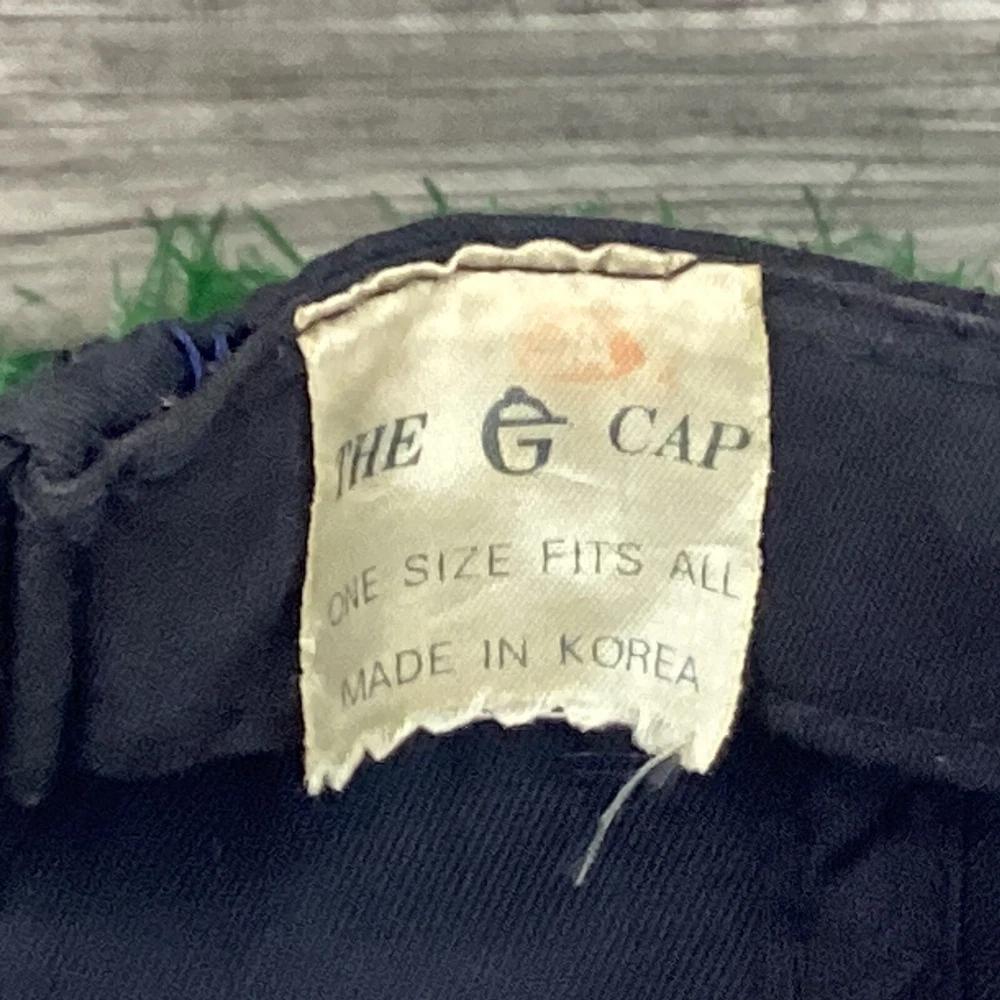 THE G CAP
ONE SIZE FITS ALL
MADE IN KOREA